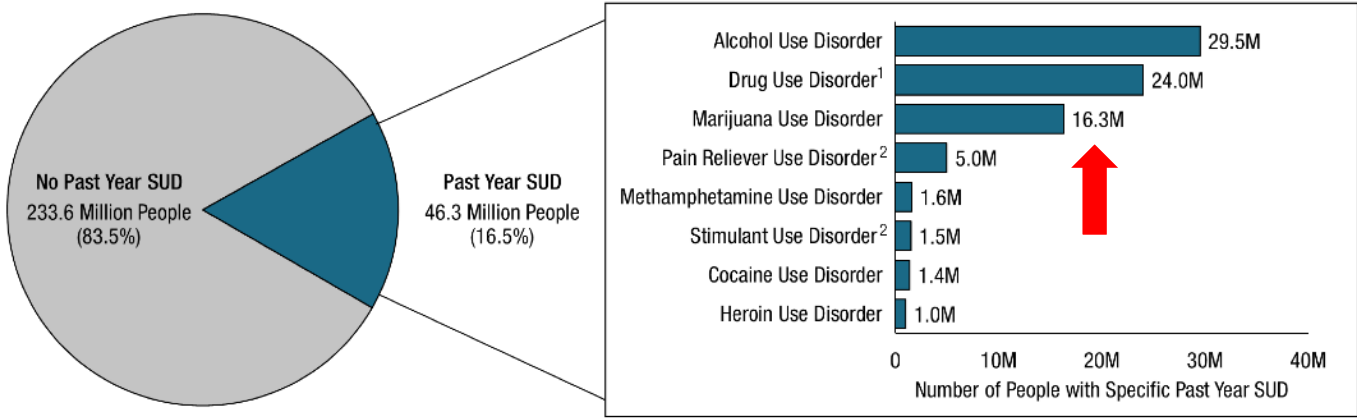 No Past Year SUD
233.6 Million People
(83.5%)
Past Year SUD
46.3 Million People
(16.5%)
Alcohol Use Disorder 29.5M
Drug Use Disorder¹ 24.0M
Marijuana Use Disorder 16.3M
Pain Reliever Use Disorder² 5.0M
Methamphetamine Use Disorder 1.6M
Stimulant Use Disorder² 1.5M
Cocaine Use Disorder 1.4M
Heroin Use Disorder 1.0M
0 10M 20M 30M 40M
Number of People with Specific Past Year SUD